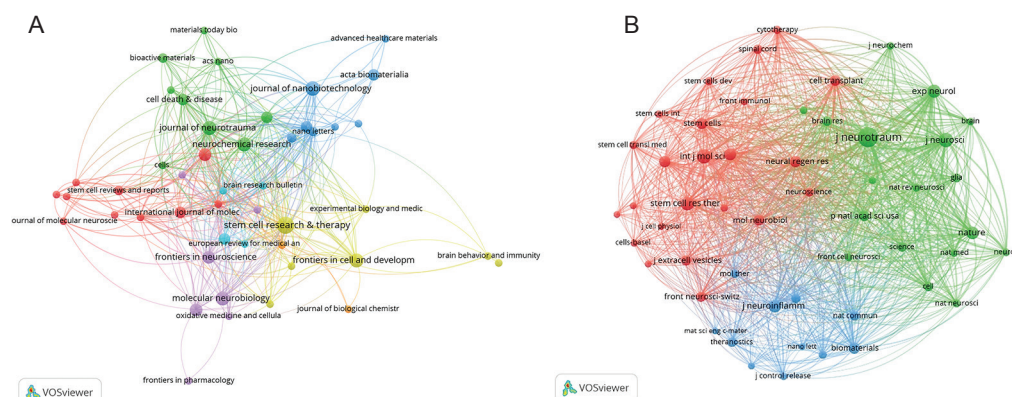 A
materials today bio
advanced healthcare materials
bioactive materials
acs nano
acta biomaterialia
journal of nanobiotechnology
cell death & disease
journal of neurotrauma
nano letters
neurochemical research
cells
brain research bulletin
stem cell reviews and reports
experimental biology and medic
international journal of molec
ournal of molecular neuroscie
stem cell research & therapy
european review for medical an
frontiers in neuroscience
frontiers in cell and developm
brain behavior and immunity
molecular neurobiology
oxidative medicine and cellula
journal of biological chemistr
frontiers in pharmacology
VOSviewer
B
cytotherapy
spinal cord
j neurochem
stem cells dev
cell transplant
exp neurol
front immunol
stem cells int
stem cells
brain res
brain
j neurotraum
j neurosci
stem cell transl med
int j mol sci
neural regen res
glia
neuroscience
nat rev neurosci
stem cell res ther
mol neurobiol
p natl acad sci usa
j cell physiol
nature
cells-basel
science
nat med
neuro
j extracell vesicles
front cell neurosci
mol ther
cell
front neurosci-switz
j neuroinflamm
nat neurosci
nat commun
mat sci eng c-mater
theranostics
nano lett
biomaterials
j control release
VOSviewer